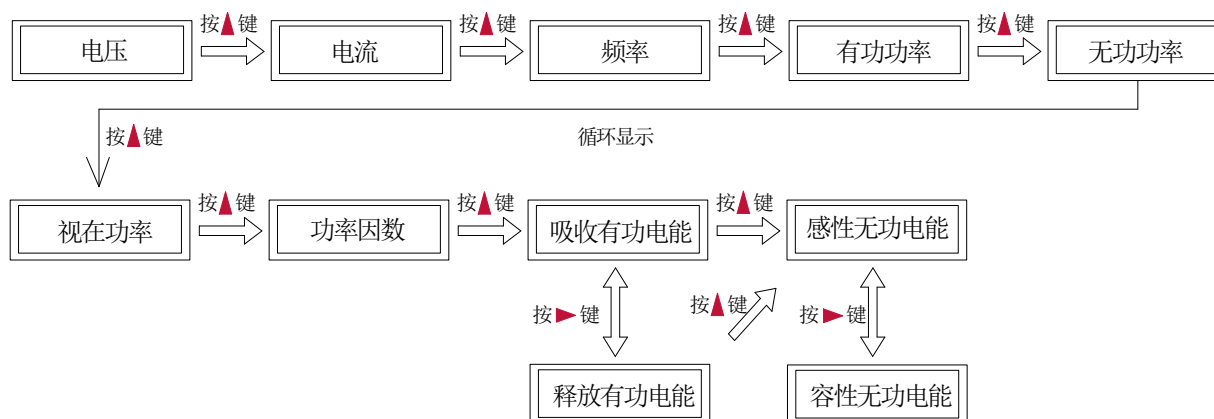 按▲键 按▲键 按▲键 按▲键
电压 电流 频率 有功功率 无功功率
按▲键 循环显示
按▲键 按▲键 按▲键
视在功率 功率因数 吸收有功电能 感性无功电能
按►键 按▲键 按►键
释放有功电能 容性无功电能